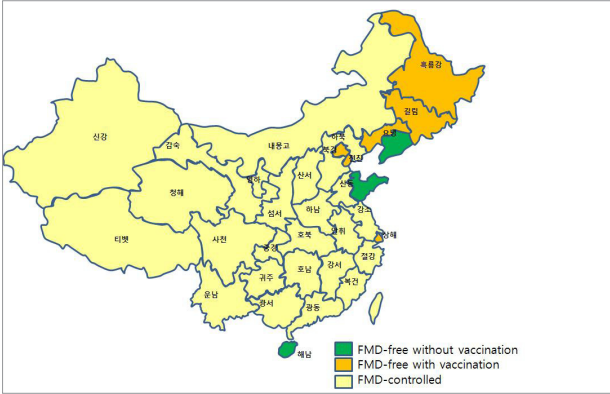 흑룡강
길림
신강
하북
요령
감숙
내몽고
북경
천진
영하
산서
산동
청해
섬서
하남
강소
티벳
사천
호북
안휘
상해
중경
절강
귀주
호남
강서
운남
복건
광서
광동
해남
FMD-free without vaccination
FMD-free with vaccination
FMD-controlled